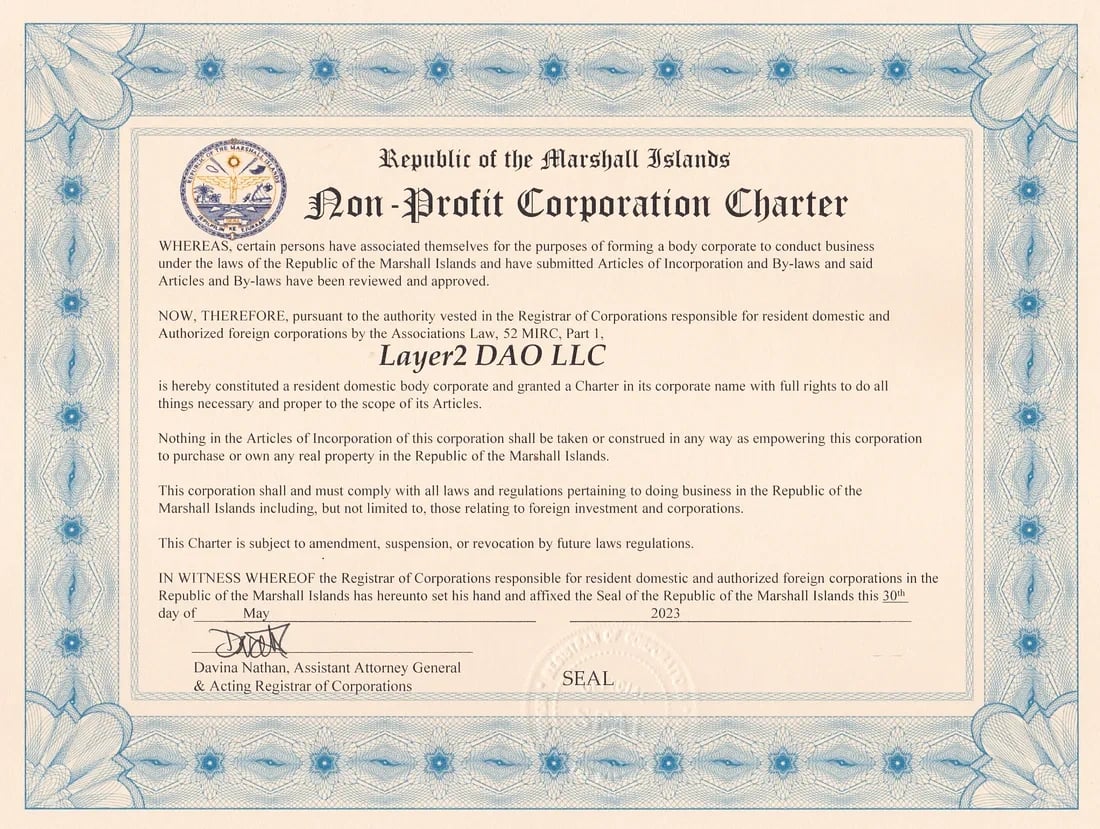 REPUBLIC OF THE MARSHALL ISLANDS
SEAL
Republic of the Marshall Islands
Non-Profit Corporation Charter
WHEREAS, certain persons have associated themselves for the purposes of forming a body corporate to conduct business
under the laws of the Republic of the Marshall Islands and have submitted Articles of Incorporation and By-laws and said
Articles and By-laws have been reviewed and approved.
NOW, THEREFORE, pursuant to the authority vested in the Registrar of Corporations responsible for resident domestic and
Authorized foreign corporations by the Associations Law, 52 MIRC, Part 1,
Layer2 DAO LLC
is hereby constituted a resident domestic body corporate and granted a Charter in its corporate name with full rights to do all
things necessary and proper to the scope of its Articles.
Nothing in the Articles of Incorporation of this corporation shall be taken or construed in any way as empowering this corporation
to purchase or own any real property in the Republic of the Marshall Islands.
This corporation shall and must comply with all laws and regulations pertaining to doing business in the Republic of the
Marshall Islands including, but not limited to, those relating to foreign investment and corporations.
This Charter is subject to amendment, suspension, or revocation by future laws regulations.
IN WITNESS WHEREOF the Registrar of Corporations responsible for resident domestic and authorized foreign corporations in the
Republic of the Marshall Islands has hereunto set his hand and affixed the Seal of the Republic of the Marshall Islands this 30th
day of May 2023
Davina Nathan, Assistant Attorney General
& Acting Registrar of Corporations
SEAL
SEAL